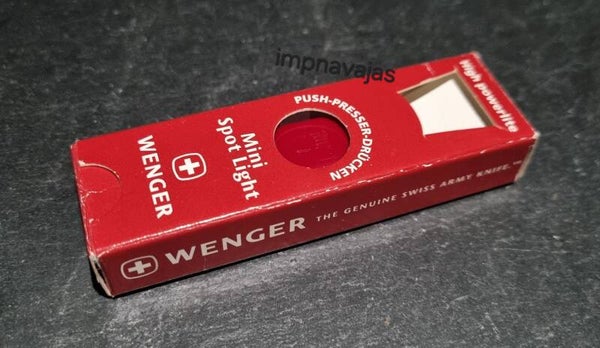 impnavajas
High powerlite
PUSH-PRESSER-DRÜCKEN
Mini
Spot Light
WENGER
WENGER THE GENUINE SWISS ARMY KNIFE.